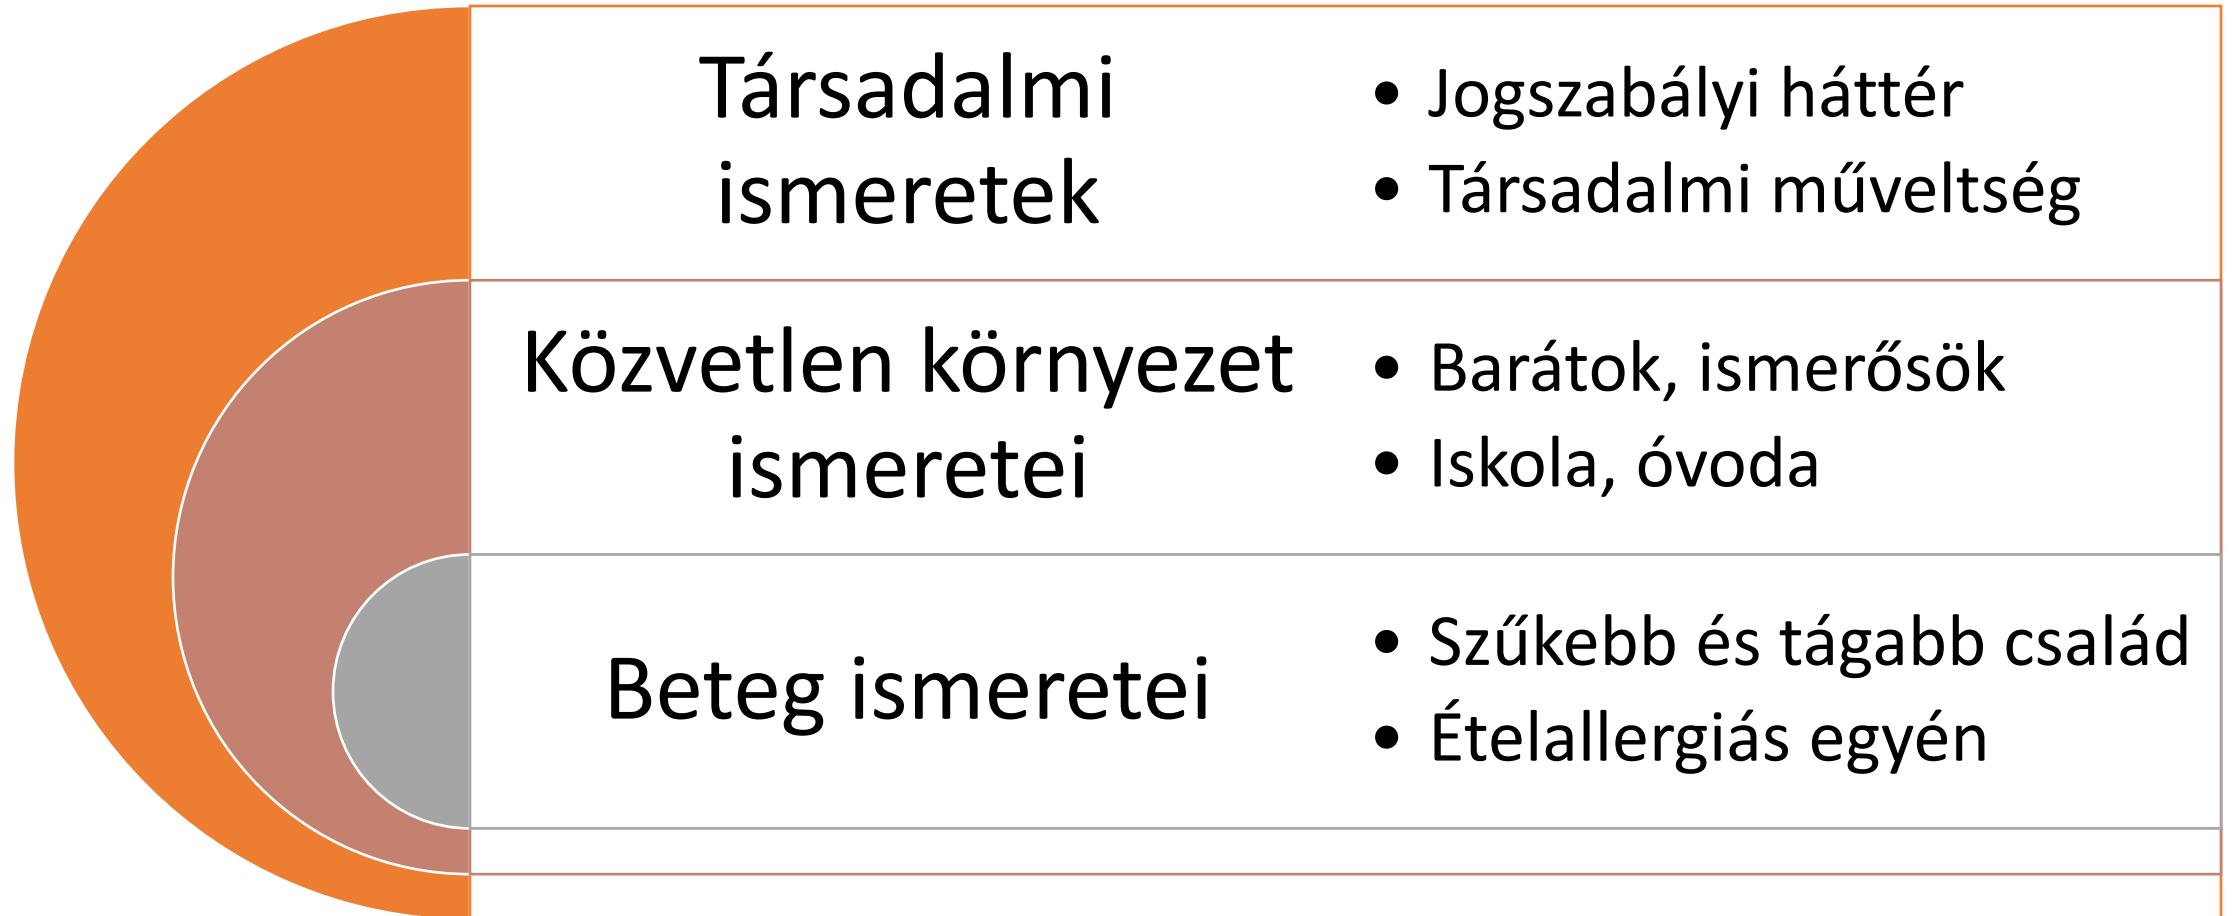 Társadalmi
ismeretek
• Jogszabályi háttér
• Társadalmi műveltség
Közvetlen környezet
ismeretei
• Barátok, ismerősök
• Iskola, óvoda
Beteg ismeretei
• Szűkebb és tágabb család
• Ételallergiás egyén